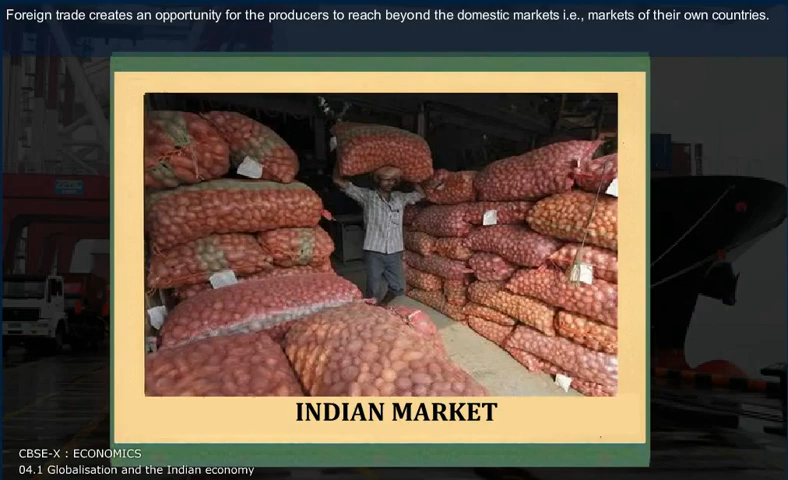 Foreign trade creates an opportunity for the producers to reach beyond the domestic markets i.e., markets of their own countries.
INDIAN MARKET
CBSE-X : ECONOMICS
04.1 Globalisation and the Indian economy